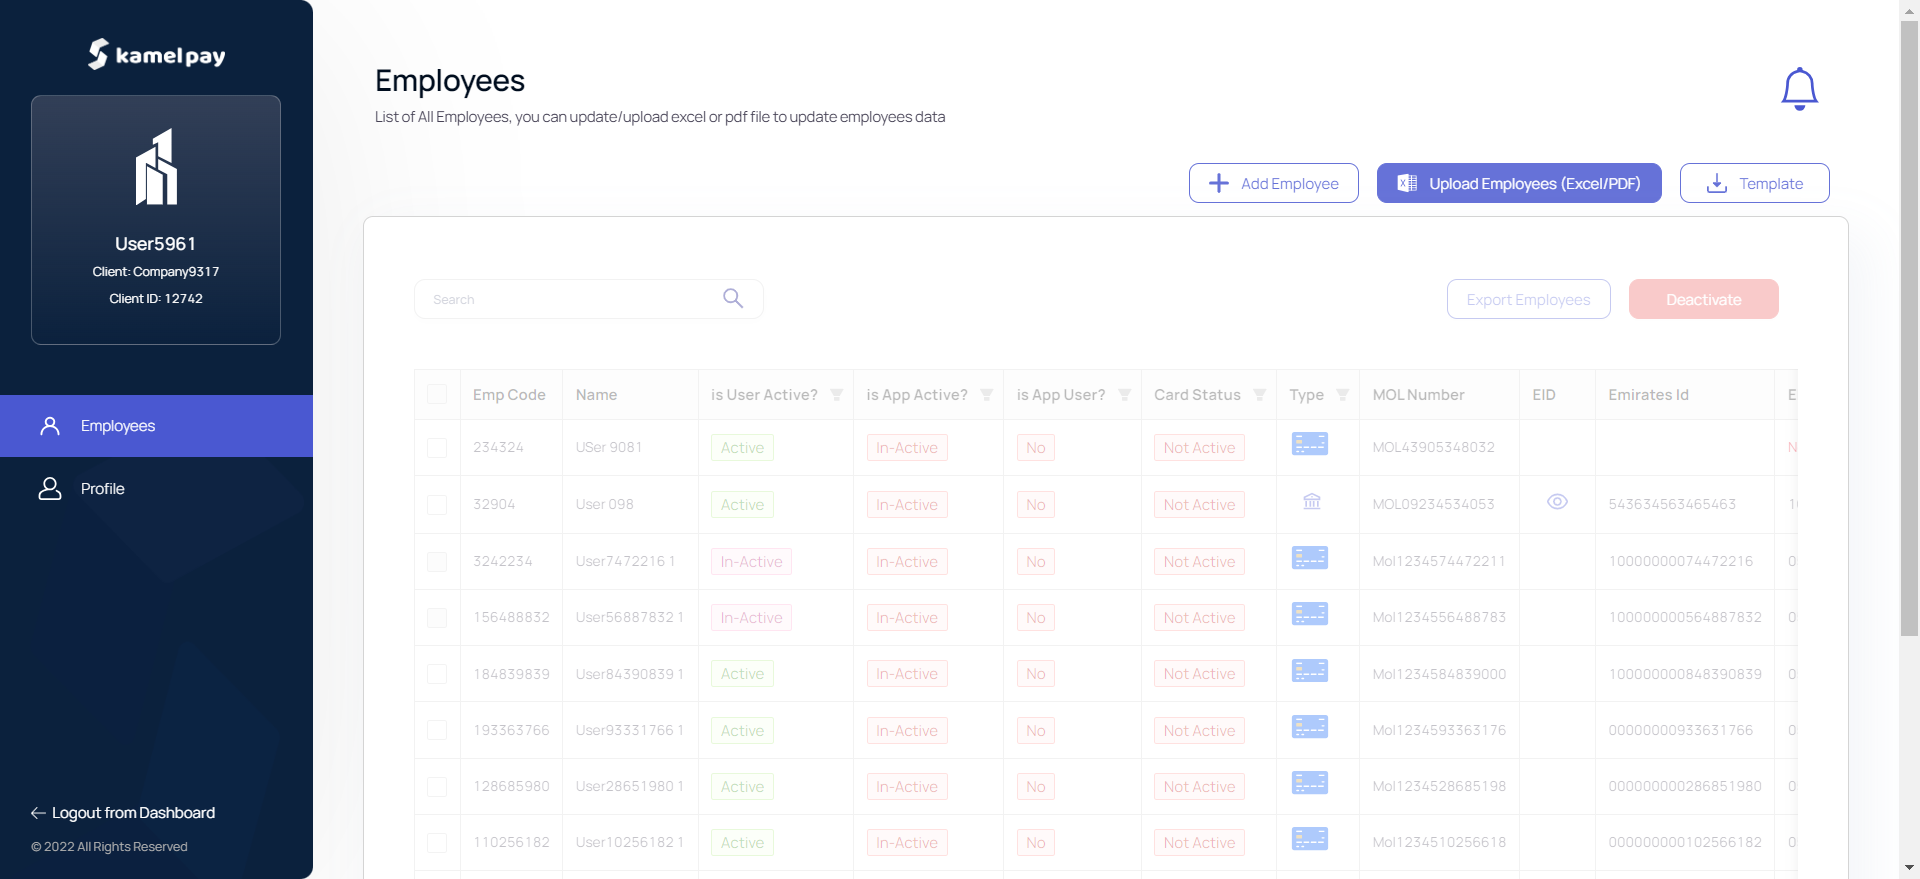 kamelpay
User5961
Client: Company9317
Client ID: 12742
Employees
Profile
Logout from Dashboard
© 2022 All Rights Reserved
Employees
List of All Employees, you can update/upload excel or pdf file to update employees data
Add Employee Upload Employees (Excel/PDF) Template
Search Export Employees Deactivate
Emp Code Name is User Active? is App Active? is App User? Card Status Type MOL Number EID Emirates Id E
234324 USer 9081 Active In-Active No Not Active MOL43905348032 N
32904 User 098 Active In-Active No Not Active MOL09234534053 543634563465463 1
3242234 User7472216 1 In-Active In-Active No Not Active Mol1234574472211 10000000074472216 0
156488832 User56887832 1 In-Active In-Active No Not Active Mol1234556488783 100000000564887832 0
184839839 User84390839 1 Active In-Active No Not Active Mol1234584839000 100000000848390839 0
193363766 User93331766 1 Active In-Active No Not Active Mol1234593363176 00000000933631766 0
128685980 User28651980 1 Active In-Active No Not Active Mol1234528685198 000000000286851980 0
110256182 User10256182 1 Active In-Active No Not Active Mol1234510256618 000000000102566182 0